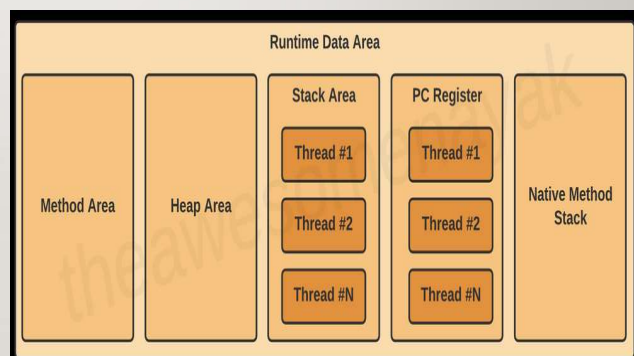 Runtime Data Area
Method Area
Heap Area
Stack Area
Thread #1
Thread #2
Thread #N
PC Register
Thread #1
Thread #2
Thread #N
Native Method
Stack
theawesomenayak